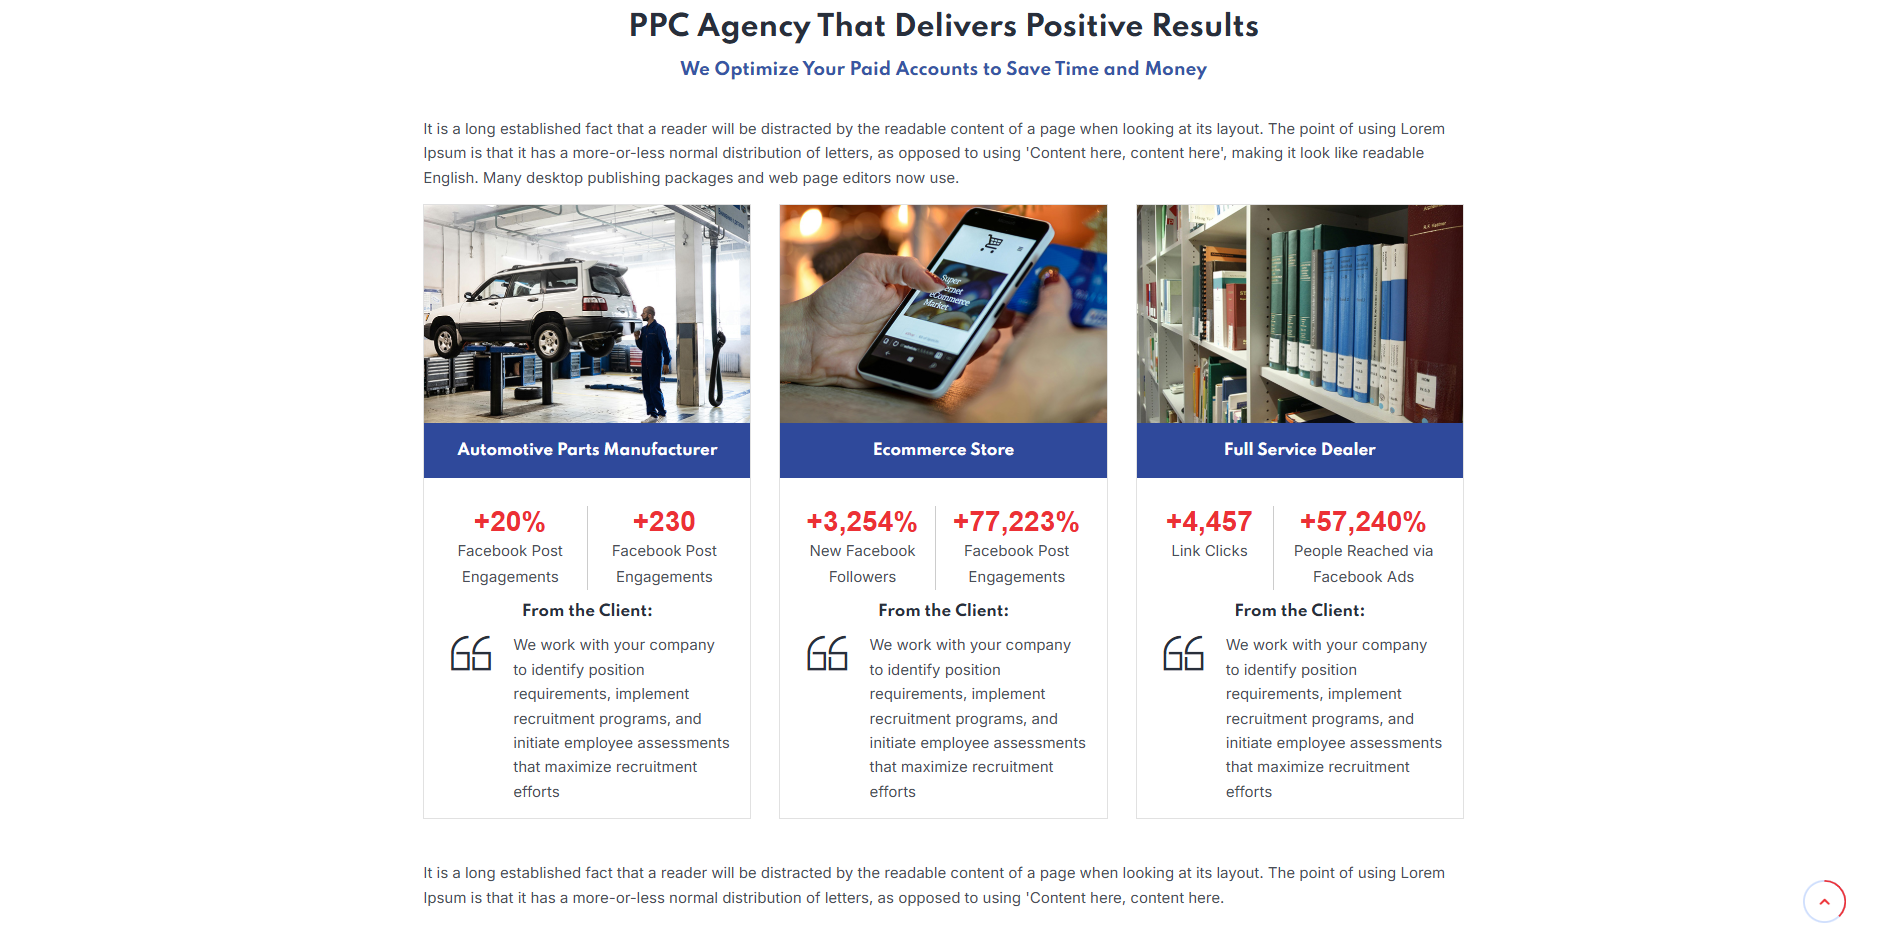 PPC Agency That Delivers Positive Results
We Optimize Your Paid Accounts to Save Time and Money
It is a long established fact that a reader will be distracted by the readable content of a page when looking at its layout. The point of using Lorem
Ipsum is that it has a more-or-less normal distribution of letters, as opposed to using 'Content here, content here', making it look like readable
English. Many desktop publishing packages and web page editors now use.
Super
eCommerce
Market
Automotive Parts Manufacturer
+20%
Facebook Post
Engagements
+230
Facebook Post
Engagements
From the Client:
We work with your company
to identify position
requirements, implement
recruitment programs, and
initiate employee assessments
that maximize recruitment
efforts
Ecommerce Store
+3,254%
New Facebook
Followers
+77,223%
Facebook Post
Engagements
From the Client:
We work with your company
to identify position
requirements, implement
recruitment programs, and
initiate employee assessments
that maximize recruitment
efforts
Full Service Dealer
+4,457
Link Clicks
+57,240%
People Reached via
Facebook Ads
From the Client:
We work with your company
to identify position
requirements, implement
recruitment programs, and
initiate employee assessments
that maximize recruitment
efforts
It is a long established fact that a reader will be distracted by the readable content of a page when looking at its layout. The point of using Lorem
Ipsum is that it has a more-or-less normal distribution of letters, as opposed to using 'Content here, content here.